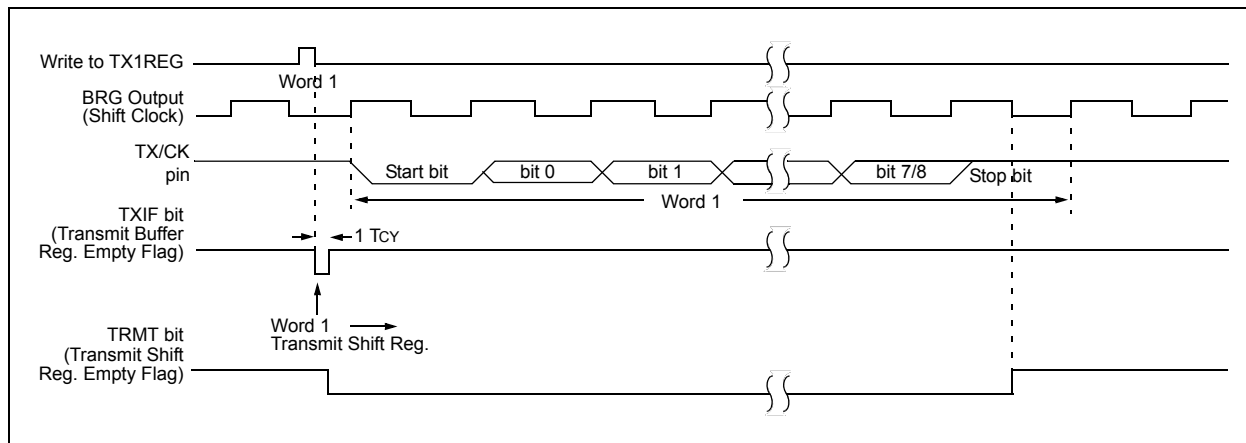 Write to TX1REG
Word 1
BRG Output
(Shift Clock)
TX/CK
pin
Start bit
bit 0
bit 1
bit 7/8
Stop bit
Word 1
TXIF bit
(Transmit Buffer
Reg. Empty Flag)
1 TCY
Word 1
Transmit Shift Reg.
TRMT bit
(Transmit Shift
Reg. Empty Flag)